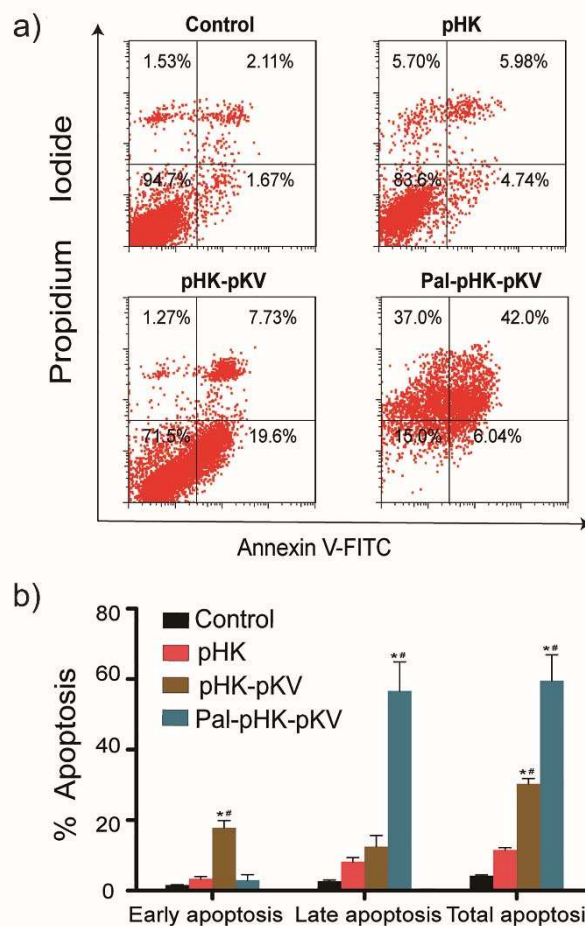 a)
Control
pHK
1.53%
2.11%
5.70%
5.98%
94.7%
1.67%
83.6%
4.74%
pHK-pKV
Pal-pHK-pKV
1.27%
7.73%
37.0%
42.0%
71.5%
19.6%
15.0%
6.04%
Propidium Iodide
Annexin V-FITC
b)
Control
pHK
pHK-pKV
Pal-pHK-pKV
% Apoptosis
80
60
40
20
0
*#
*#
*#
*#
Early apoptosis Late apoptosis Total apoptosis